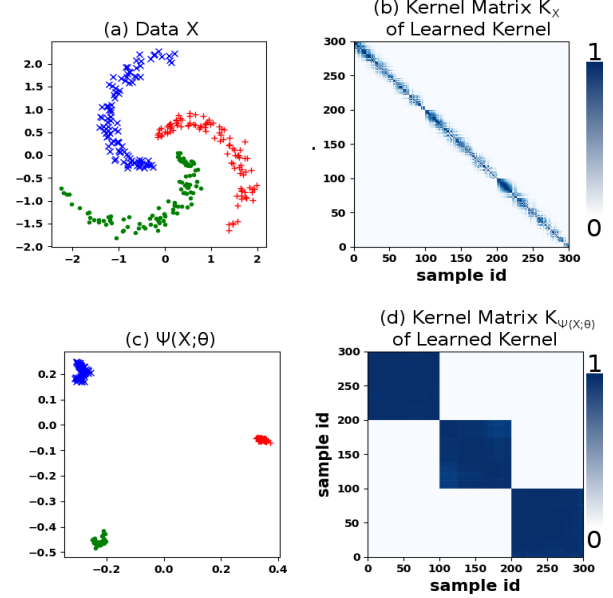 (a) Data X
2.0
1.5
1.0
0.5
0.0
−0.5
−1.0
−1.5
−2.0
−2 −1 0 1 2
(b) Kernel Matrix K_X
of Learned Kernel
300
250
200
150
100
50
0
0 50 100 150 200 250 300
sample id
1
0
(c) Ψ(X;θ)
0.2
0.1
0.0
−0.1
−0.2
−0.3
−0.4
−0.5
−0.2 0.0 0.2 0.4
(d) Kernel Matrix K_Ψ(X;θ)
of Learned Kernel
sample id
300
250
200
150
100
50
0
0 50 100 150 200 250 300
sample id
1
0